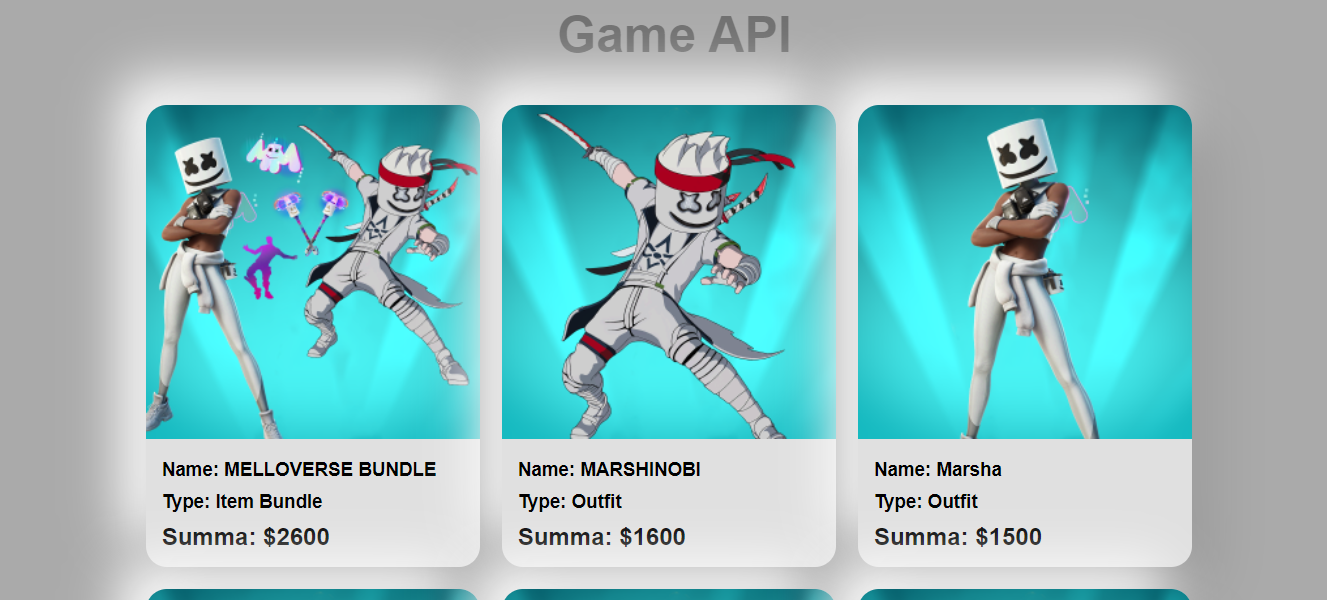 Game API
Name: MELLOVERSE BUNDLE
Type: Item Bundle
Summa: $2600
Name: MARSHINOBI
Type: Outfit
Summa: $1600
Name: Marsha
Type: Outfit
Summa: $1500